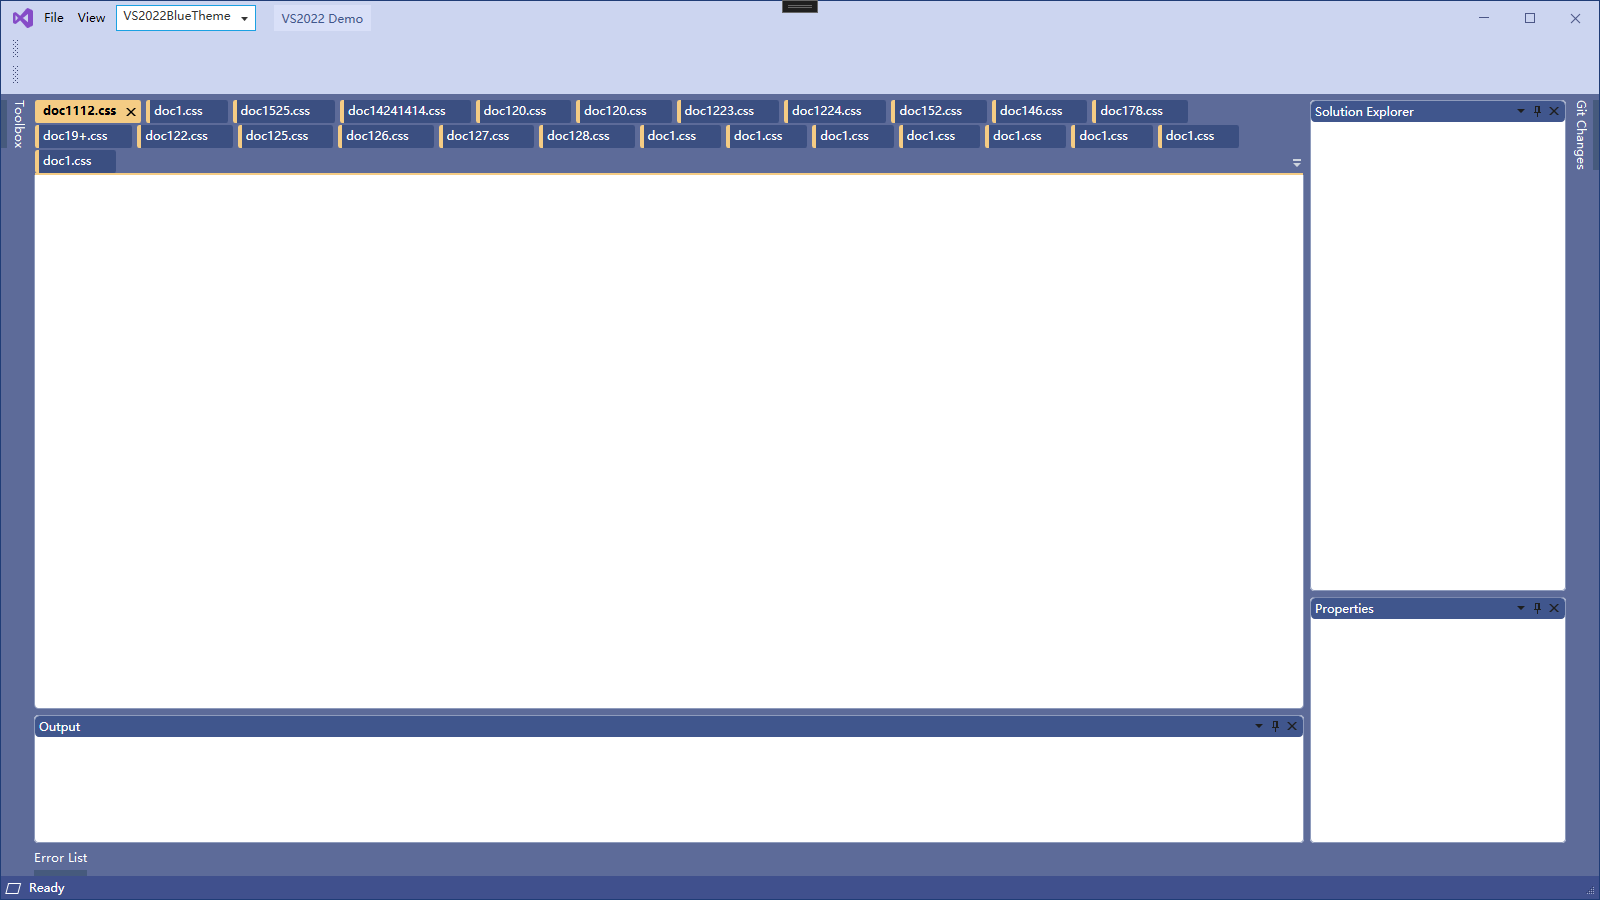 File View VS2022BlueTheme VS2022 Demo
Toolbox
doc1112.css doc1.css doc1525.css doc14241414.css doc120.css doc120.css doc1223.css doc1224.css doc152.css doc146.css doc178.css
doc19+.css doc122.css doc125.css doc126.css doc127.css doc128.css doc1.css doc1.css doc1.css doc1.css doc1.css doc1.css doc1.css
doc1.css
Solution Explorer
Git Changes
Properties
Output
Error List
Ready